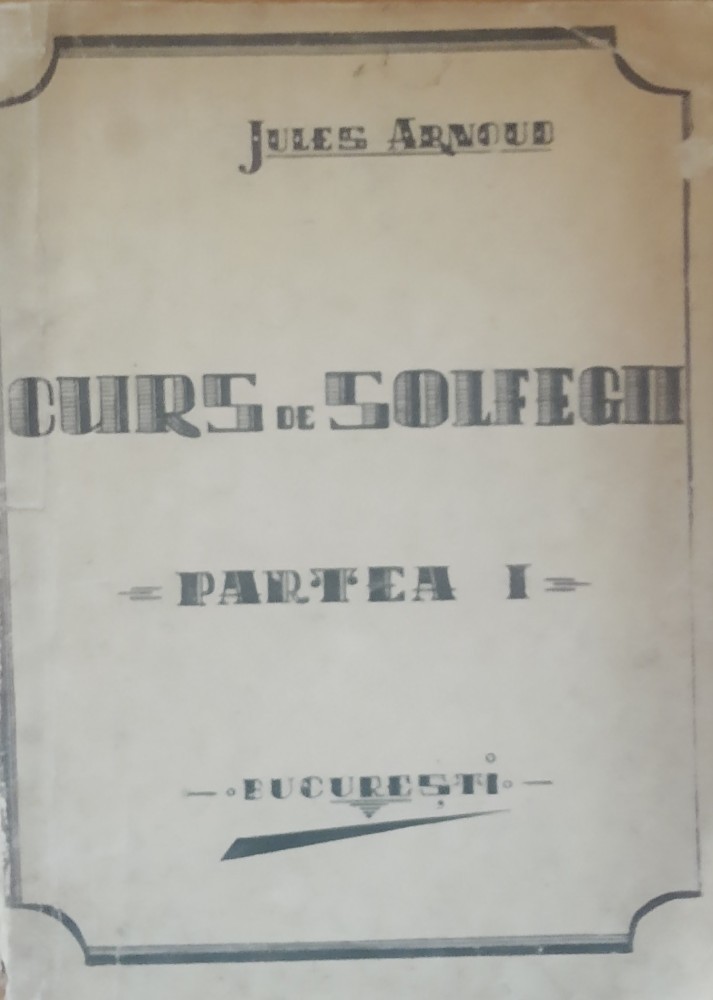 JULES ARNOUD
CURS DE SOLFEGII
PARTEA I
BUCUREȘTI